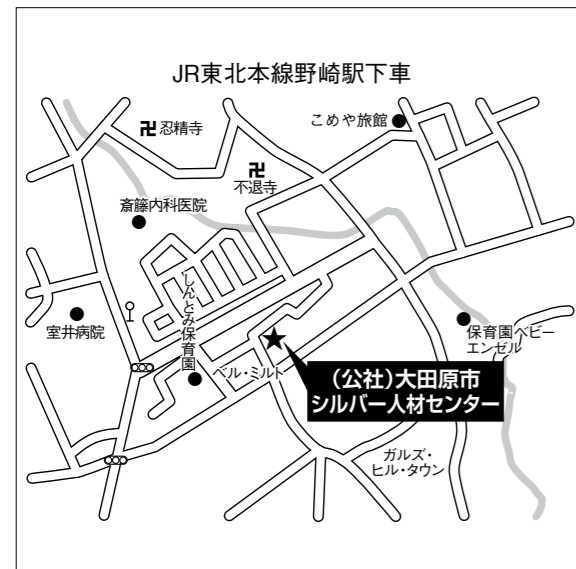 JR東北本線野崎駅下車
こめや旅館
卍忍精寺
卍
不退寺
斎藤内科医院
しんとみ保育園
室井病院
ベル・ミルト
保育園ベビー
エンゼル
(公社)大田原市
シルバー人材センター
ガルズ・
ヒル・タウン